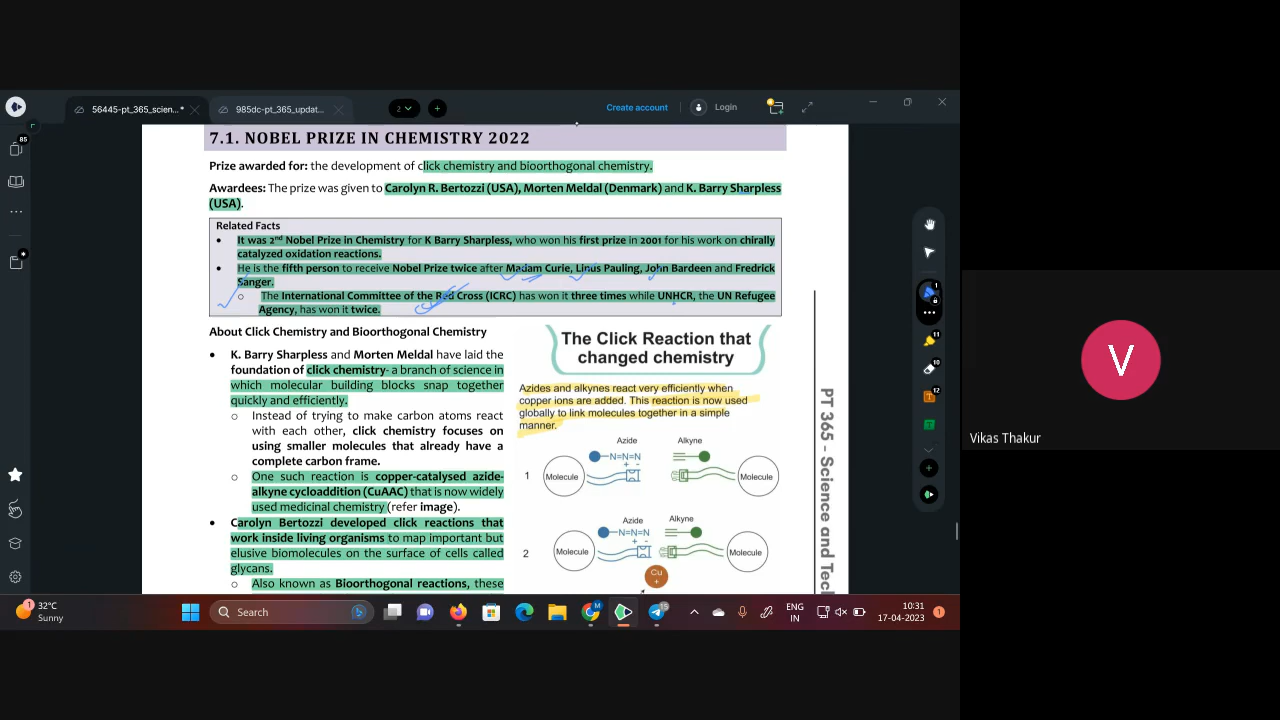 56445-pt_365_scien...*
985dc-pt_365_updat...
2
Create account
Login
85
7.1. NOBEL PRIZE IN CHEMISTRY 2022
Prize awarded for: the development of click chemistry and bioorthogonal chemistry.
Awardees: The prize was given to Carolyn R. Bertozzi (USA), Morten Meldal (Denmark) and K. Barry Sharpless
(USA).
Related Facts
• It was 2nd Nobel Prize in Chemistry for K Barry Sharpless, who won his first prize in 2001 for his work on chirally
catalyzed oxidation reactions.
• He is the fifth person to receive Nobel Prize twice after Madam Curie, Linus Pauling, John Bardeen and Fredrick
Sanger.
o The International Committee of the Red Cross (ICRC) has won it three times while UNHCR, the UN Refugee
Agency, has won it twice.
About Click Chemistry and Bioorthogonal Chemistry
• K. Barry Sharpless and Morten Meldal have laid the
foundation of click chemistry- a branch of science in
which molecular building blocks snap together
quickly and efficiently.
o Instead of trying to make carbon atoms react
with each other, click chemistry focuses on
using smaller molecules that already have a
complete carbon frame.
o One such reaction is copper-catalysed azide-
alkyne cycloaddition (CuAAC) that is now widely
used medicinal chemistry (refer image).
• Carolyn Bertozzi developed click reactions that
work inside living organisms to map important but
elusive biomolecules on the surface of cells called
glycans.
o Also known as Bioorthogonal reactions, these
The Click Reaction that
changed chemistry
Azides and alkynes react very efficiently when
copper ions are added. This reaction is now used
globally to link molecules together in a simple
manner.
Azide Alkyne
N=N=N
+ -
1 Molecule Molecule
Azide Alkyne
N=N=N
+ -
2 Molecule Molecule
Cu
+
PT 365 - Science and Tech
1
11
10
12
V
Vikas Thakur
1
32°C
Sunny
Search
15
ENG
IN
10:31
17-04-2023
1